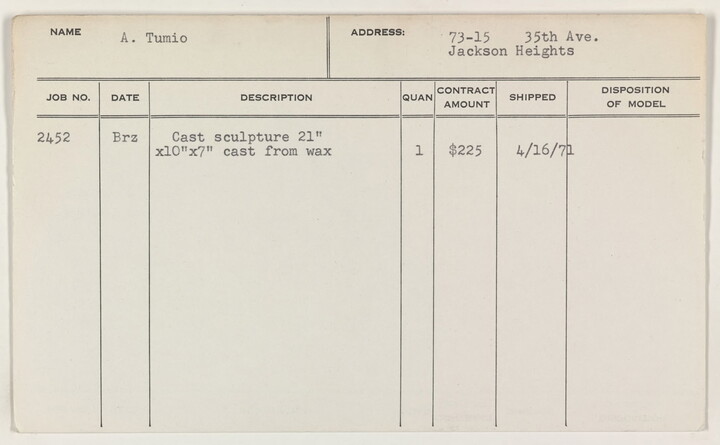 NAME A. Tumio ADDRESS: 73-15 35th Ave.
Jackson Heights
JOB NO. DATE DESCRIPTION QUAN CONTRACT AMOUNT SHIPPED DISPOSITION OF MODEL
2452 Brz Cast sculpture 21"
x10"x7" cast from wax 1 $225 4/16/71